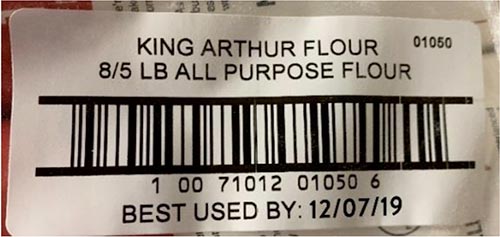 KING ARTHUR FLOUR 01050
8/5 LB ALL PURPOSE FLOUR
1 00 71012 01050 6
BEST USED BY: 12/07/19